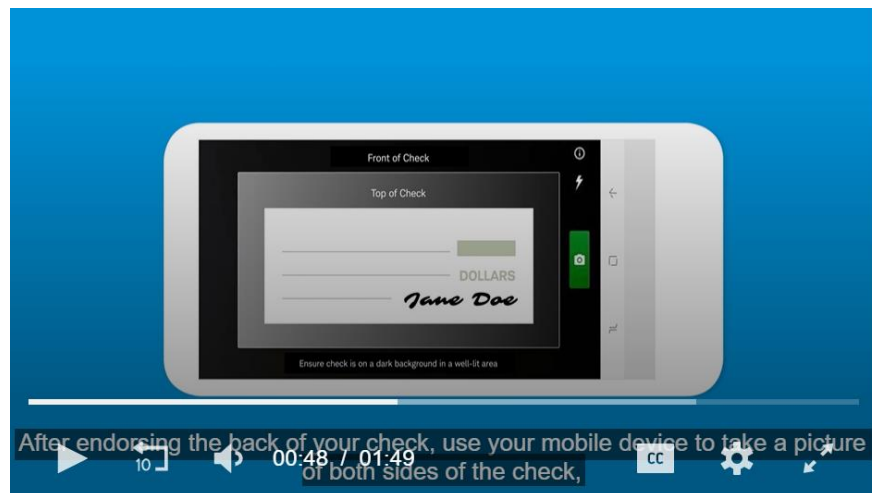 Front of Check
Top of Check
DOLLARS
Jane Doe
Ensure check is on a dark background in a well-lit area
After endorsing the back of your check, use your mobile device to take a picture
of both sides of the check,
10
00:48 / 01:49
CC